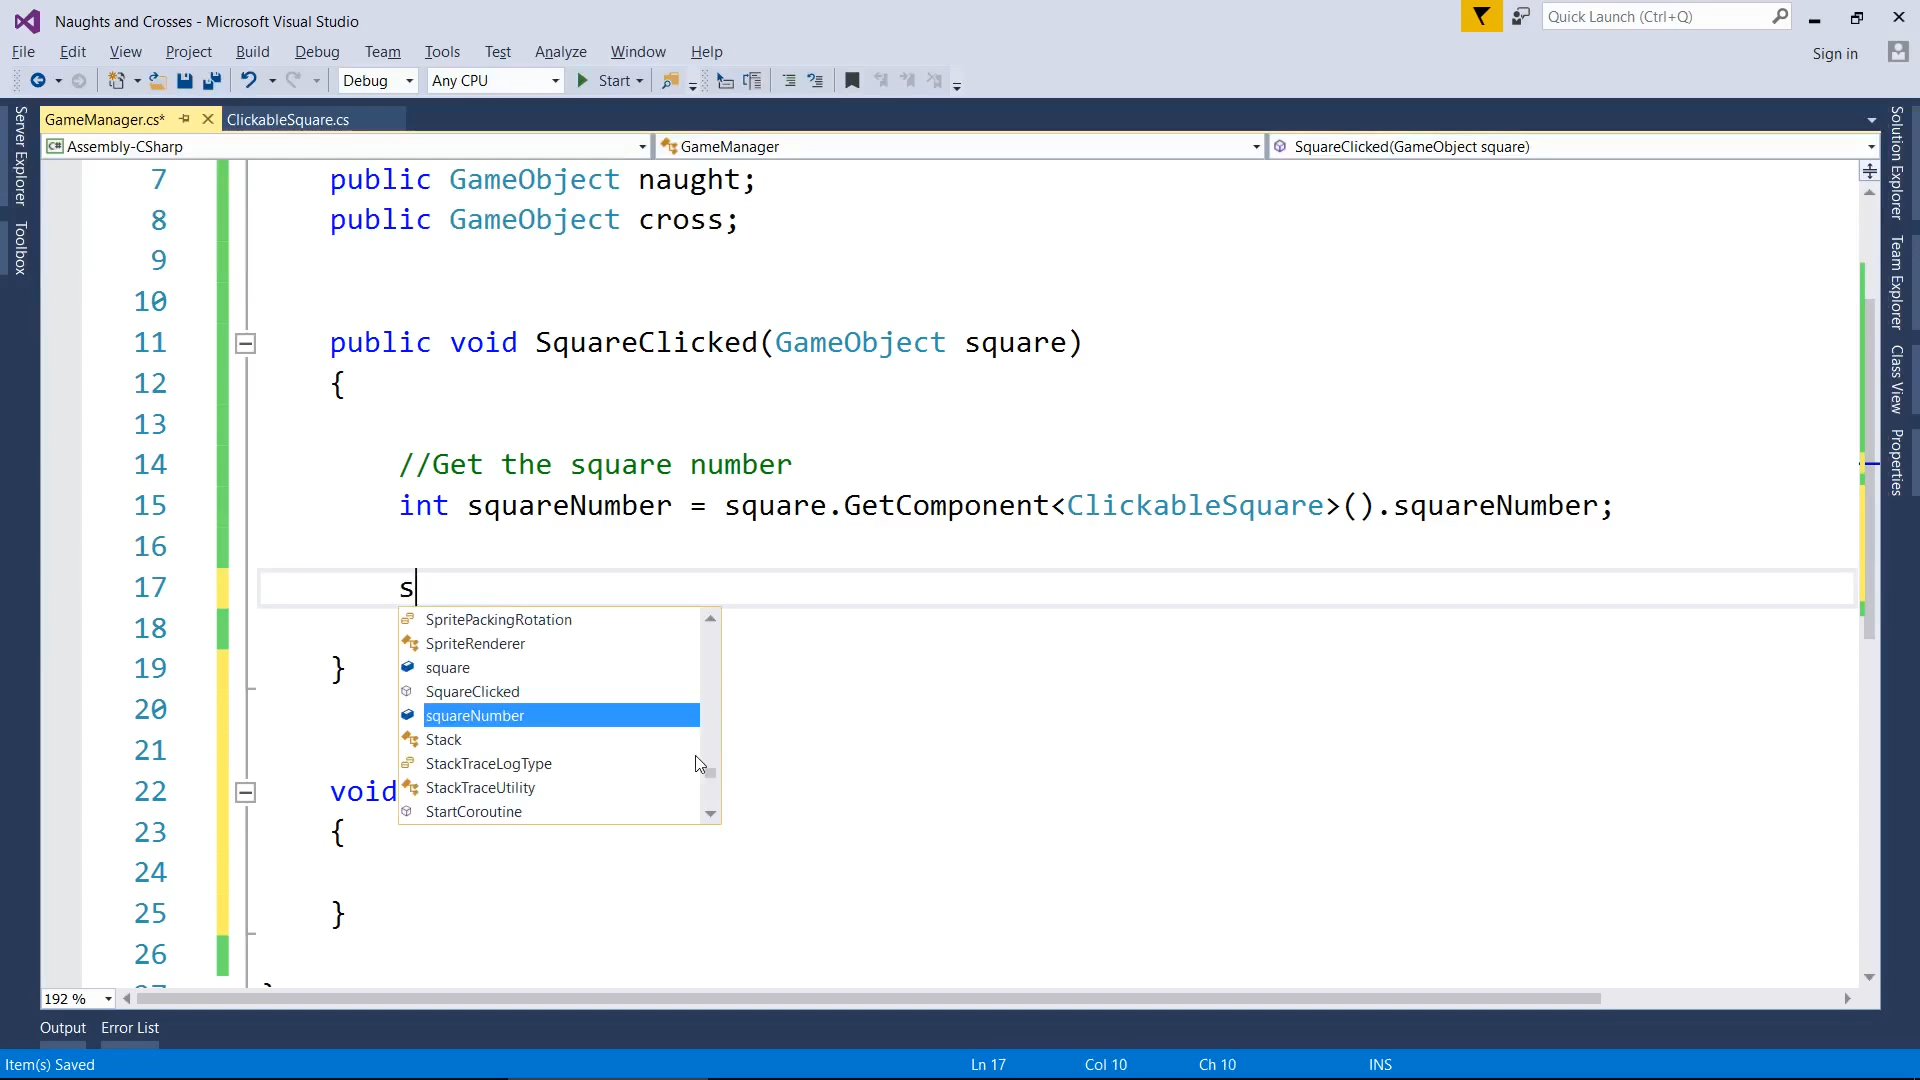 Naughts and Crosses - Microsoft Visual Studio
Quick Launch (Ctrl+Q)
File Edit View Project Build Debug Team Tools Test Analyze Window Help
Sign in
Debug Any CPU Start
GameManager.cs* ClickableSquare.cs
C# Assembly-CSharp GameManager SquareClicked(GameObject square)
Server Explorer
Toolbox
Solution Explorer
Team Explorer
Class View
Properties
7 public GameObject naught;
8 public GameObject cross;
9
10
11 public void SquareClicked(GameObject square)
12 {
13
14 //Get the square number
15 int squareNumber = square.GetComponent<ClickableSquare>().squareNumber;
16
17 s
SpritePackingRotation
18
SpriteRenderer
square
19 }
SquareClicked
20
squareNumber
21
Stack
StackTraceLogType
22 void
StackTraceUtility
StartCoroutine
23 {
24
25 }
26
192 %
Output Error List
Item(s) Saved Ln 17 Col 10 Ch 10 INS